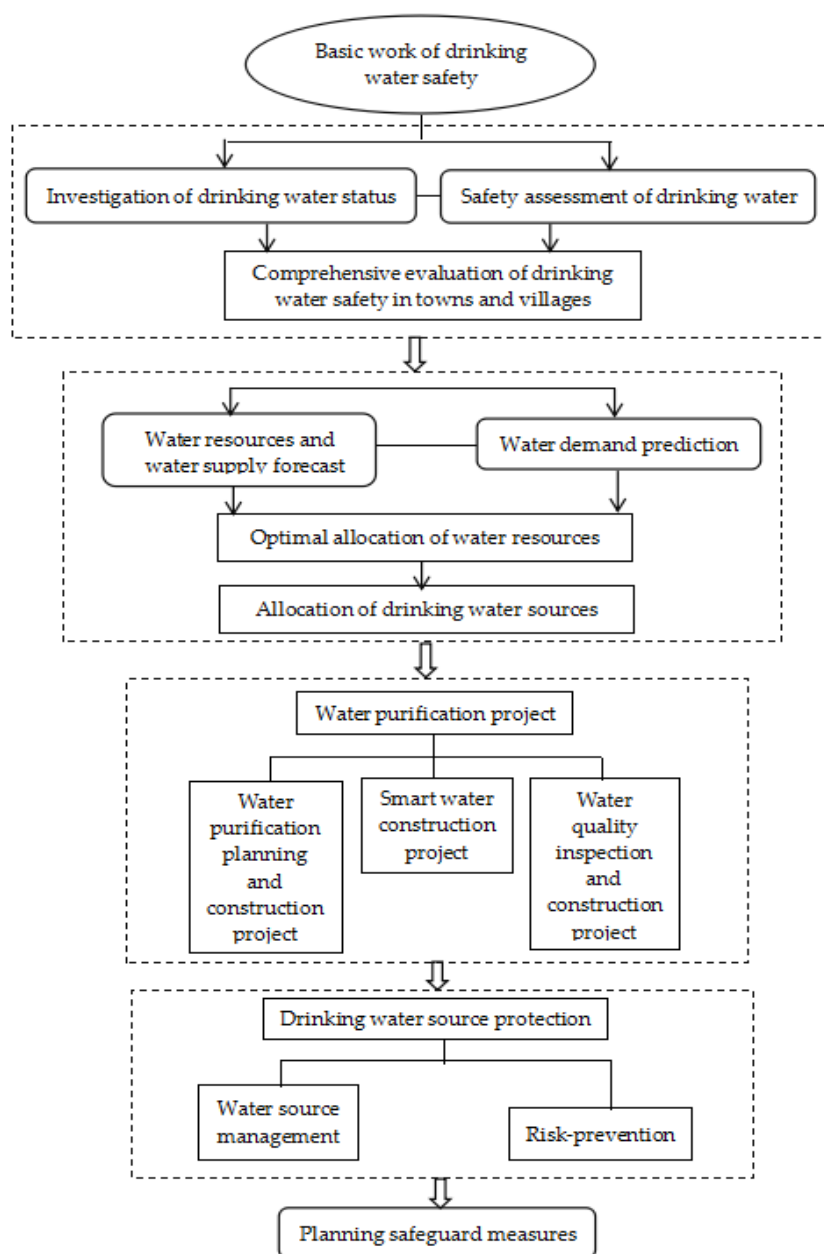 Basic work of drinking
water safety
Investigation of drinking water status
Safety assessment of drinking water
Comprehensive evaluation of drinking
water safety in towns and villages
Water resources and
water supply forecast
Water demand prediction
Optimal allocation of water resources
Allocation of drinking water sources
Water purification project
Water
purification
planning
and
construction
project
Smart water
construction
project
Water
quality
inspection
and
construction
project
Drinking water source protection
Water source
management
Risk-prevention
Planning safeguard measures